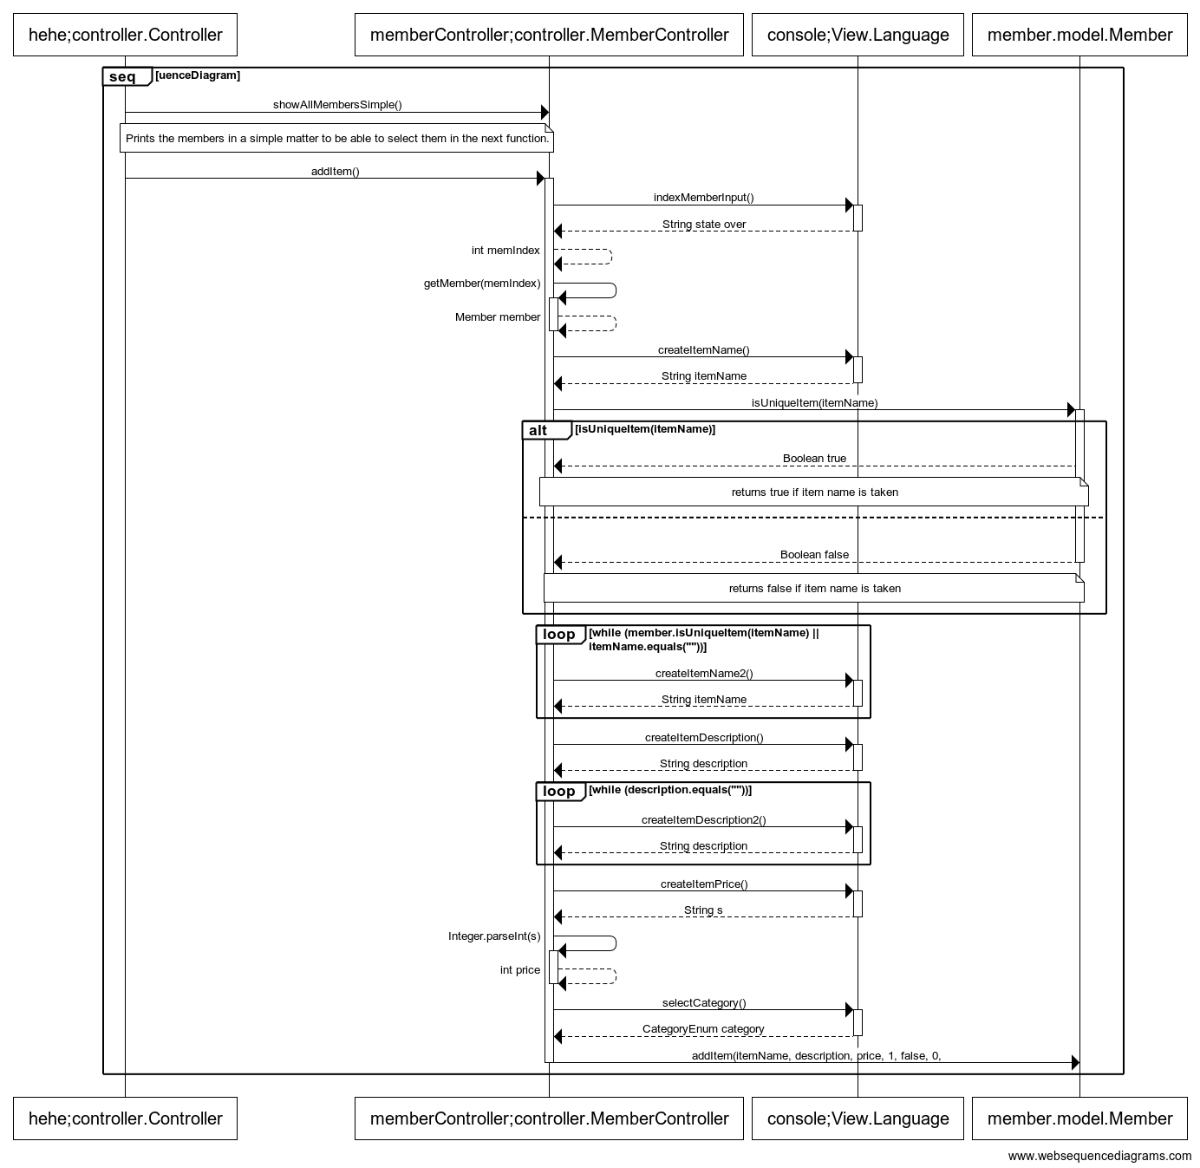 hehe;controller.Controller
memberController;controller.MemberController
console;View.Language
member.model.Member
seq
[uenceDiagram]
showAllMembersSimple()
Prints the members in a simple matter to be able to select them in the next function.
addItem()
indexMemberInput()
String state over
int memIndex
getMember(memIndex)
Member member
createItemName()
String itemName
isUniqueItem(itemName)
alt
[isUniqueItem(itemName)]
Boolean true
returns true if item name is taken
Boolean false
returns false if item name is taken
loop
[while (member.isUniqueItem(itemName) ||
itemName.equals(""))]
createItemName2()
String itemName
createItemDescription()
String description
loop
[while (description.equals(""))]
createItemDescription2()
String description
createItemPrice()
String s
Integer.parseInt(s)
int price
selectCategory()
CategoryEnum category
addItem(itemName, description, price, 1, false, 0,
hehe;controller.Controller
memberController;controller.MemberController
console;View.Language
member.model.Member
www.websequencediagrams.com